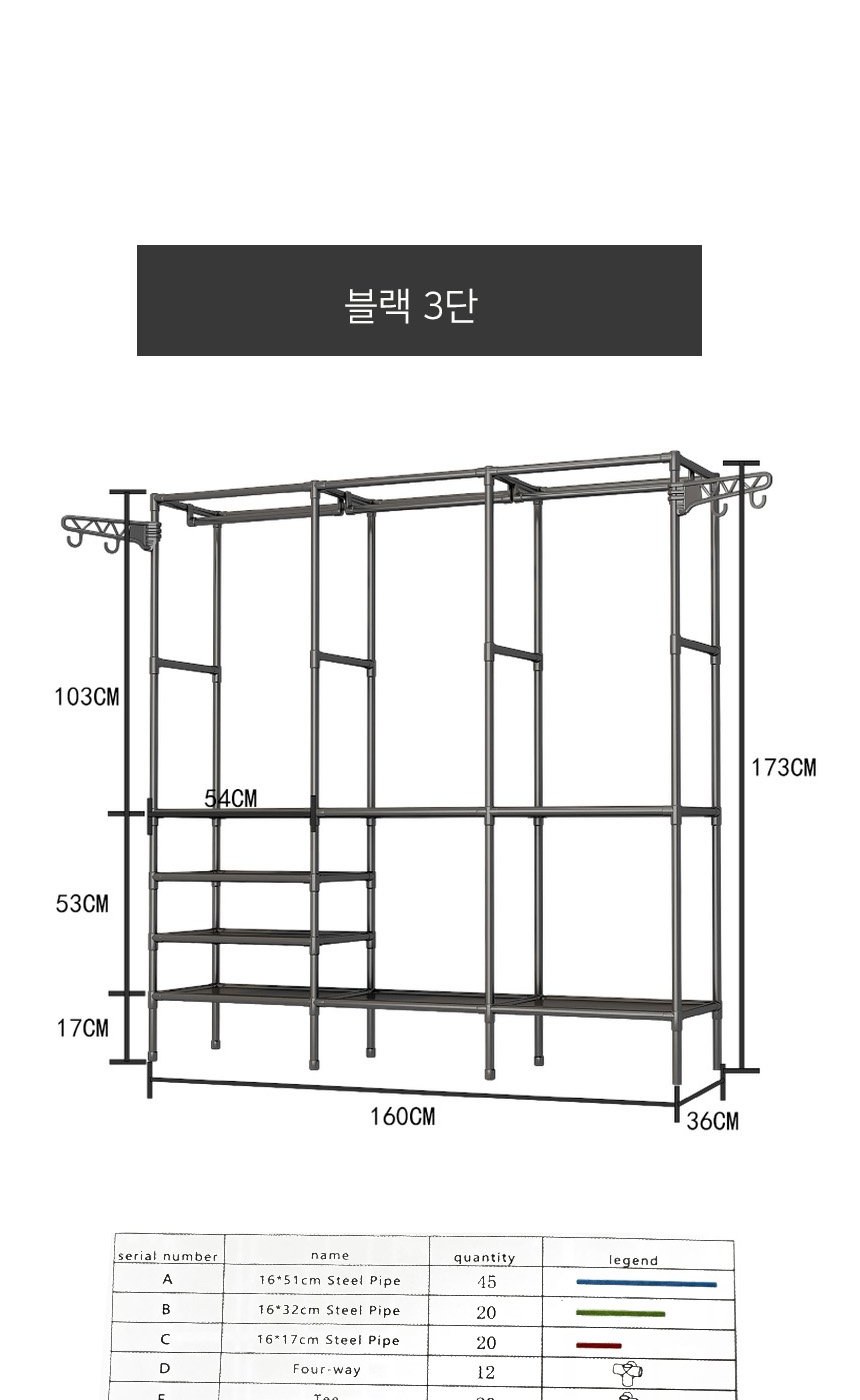 블랙 3단
103CM
54CM
173CM
53CM
17CM
160CM
36CM
serial number name quantity legend
A 16*51cm Steel Pipe 45
B 16*32cm Steel Pipe 20
C 16*17cm Steel Pipe 20
D Four-way 12